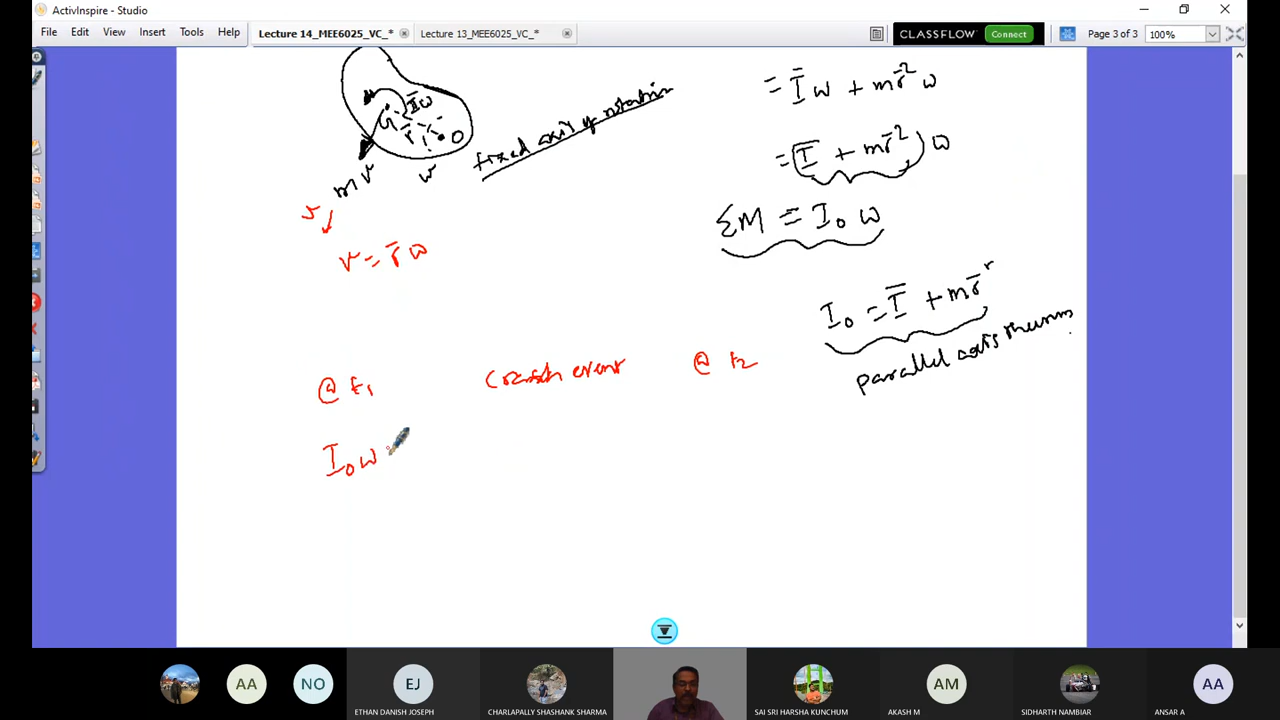 ActivInspire - Studio
File Edit View Insert Tools Help
Lecture 14_MEE6025_VC_* Lecture 13_MEE6025_VC_*
CLASSFLOW Connect
Page 3 of 3 100%
= Īω + mr̄²ω
G Īω
r̄ O
ω
mv
fixed axis of rotation
= (Ī + mr̄²) ω
ΣM = I₀ω
v
v = r̄ω
I₀ = Ī + mr̄²
parallel axis theorem
@ t₁ Crash event @ t₂
I₀ω
AA NO EJ AM AA
ETHAN DANISH JOSEPH CHARLAPALLY SHASHANK SHARMA SAI SRI HARSHA KUNCHUM AKASH M SIDHARTH NAMBIAR ANSAR A